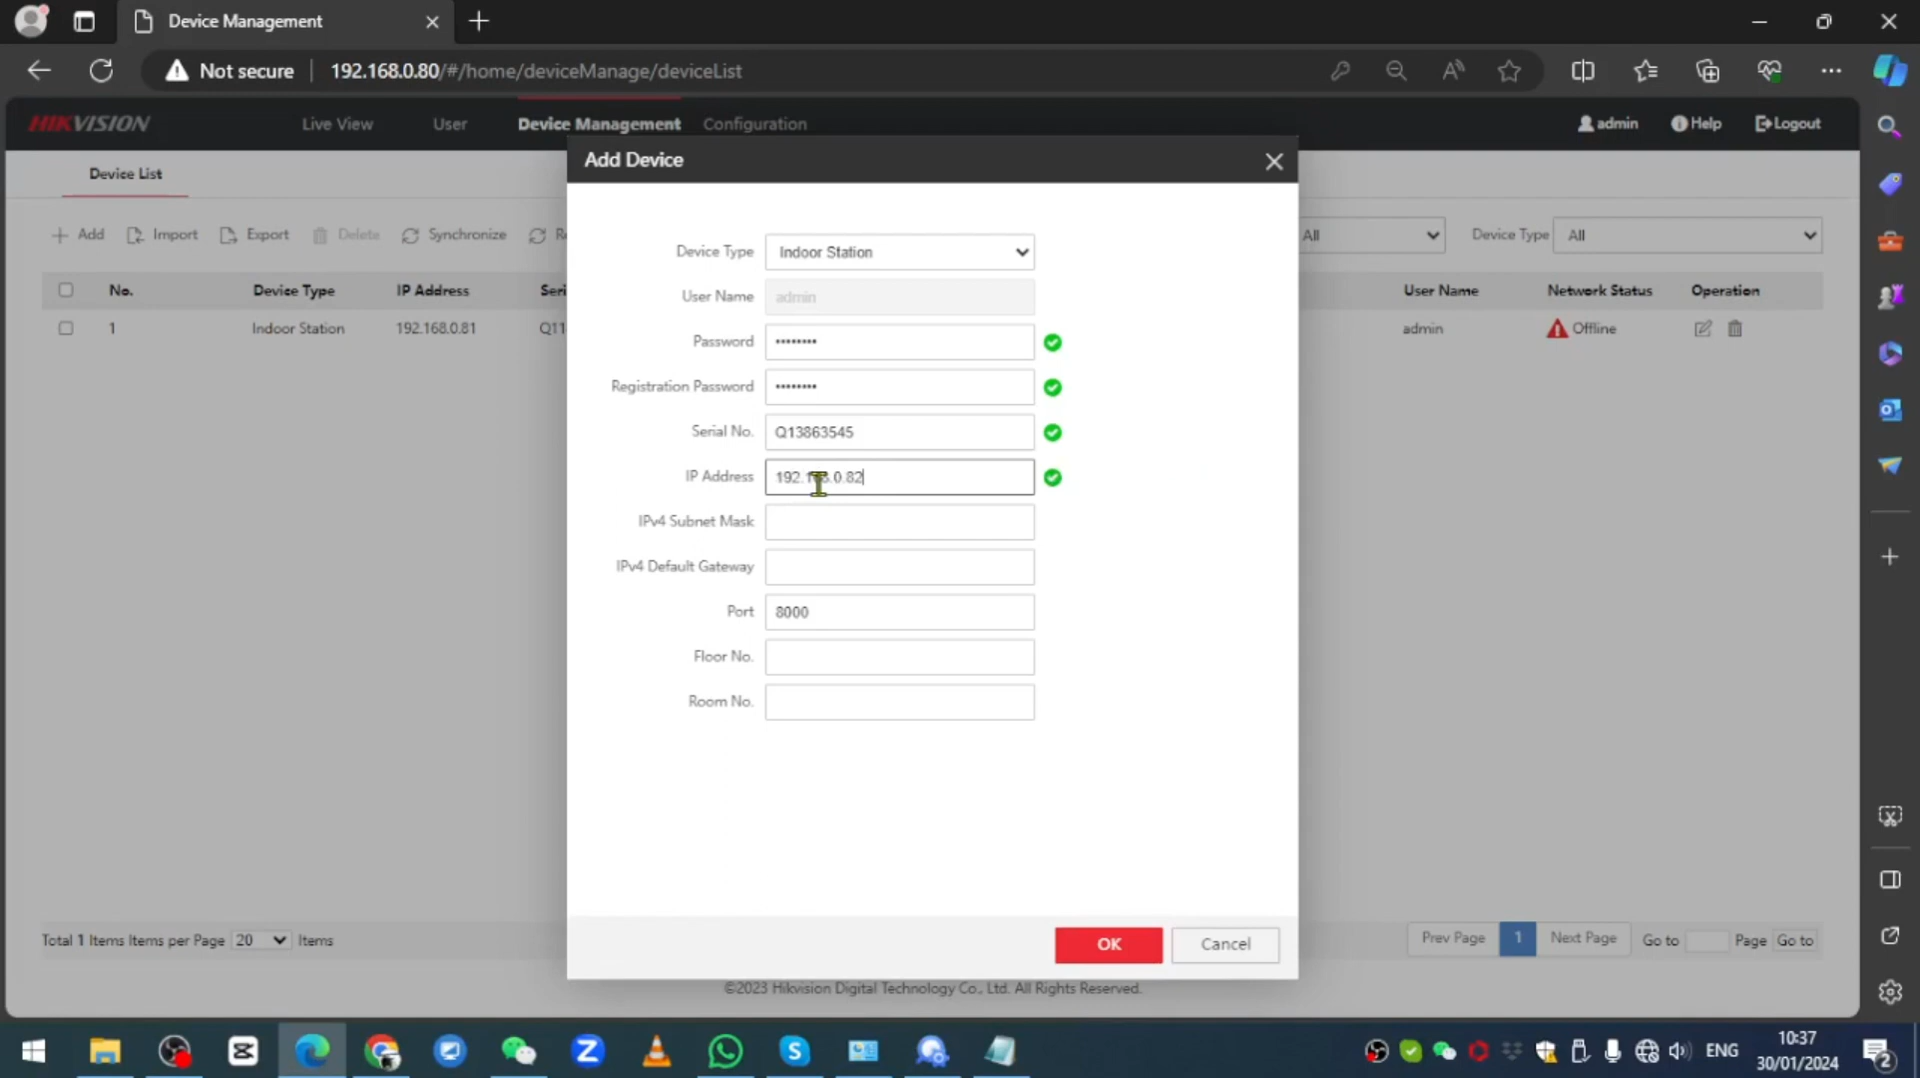 Device Management
Not secure 192.168.0.80/#/home/deviceManage/deviceList
HIKVISION Live View User Device Management Configuration admin Help Logout
Add Device
Device List
Add Import Export Delete Synchronize All Device Type All
No. Device Type IP Address User Name Network Status Operation
1 Indoor Station 192.168.0.81 admin Offline
Device Type Indoor Station
User Name admin
Password ••••••••
Registration Password ••••••••
Serial No. Q13863545
IP Address 192.168.0.82
IPv4 Subnet Mask
IPv4 Default Gateway
Port 8000
Floor No.
Room No.
Total 1 Items Items per Page 20 Items
OK Cancel
Prev Page 1 Next Page Go to Page Go to
©2023 Hikvision Digital Technology Co., Ltd. All Rights Reserved.
ENG 10:37
30/01/2024
2